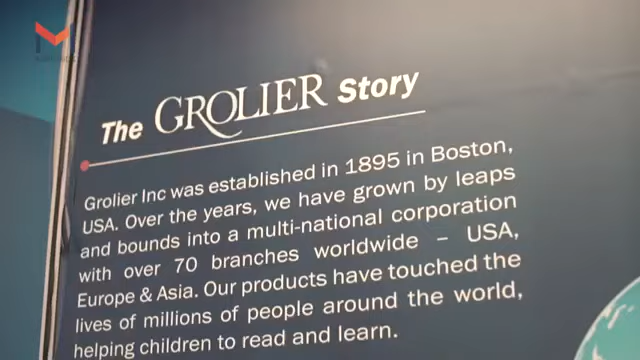 The GROLIER Story
Grolier Inc was established in 1895 in Boston,
USA. Over the years, we have grown by leaps
and bounds into a multi-national corporation
with over 70 branches worldwide – USA,
Europe & Asia. Our products have touched the
lives of millions of people around the world,
helping children to read and learn.